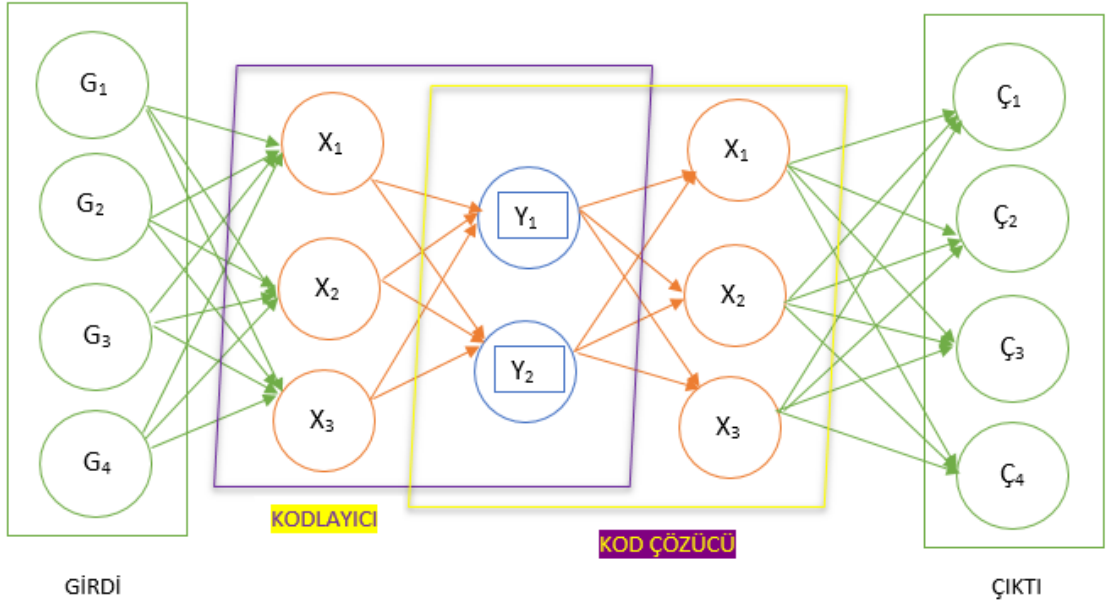 G₁
G₂
G₃
G₄
X₁
X₂
X₃
Y₁
Y₂
X₁
X₂
X₃
Ç₁
Ç₂
Ç₃
Ç₄
KODLAYICI
KOD ÇÖZÜCÜ
GİRDİ
ÇIKTI